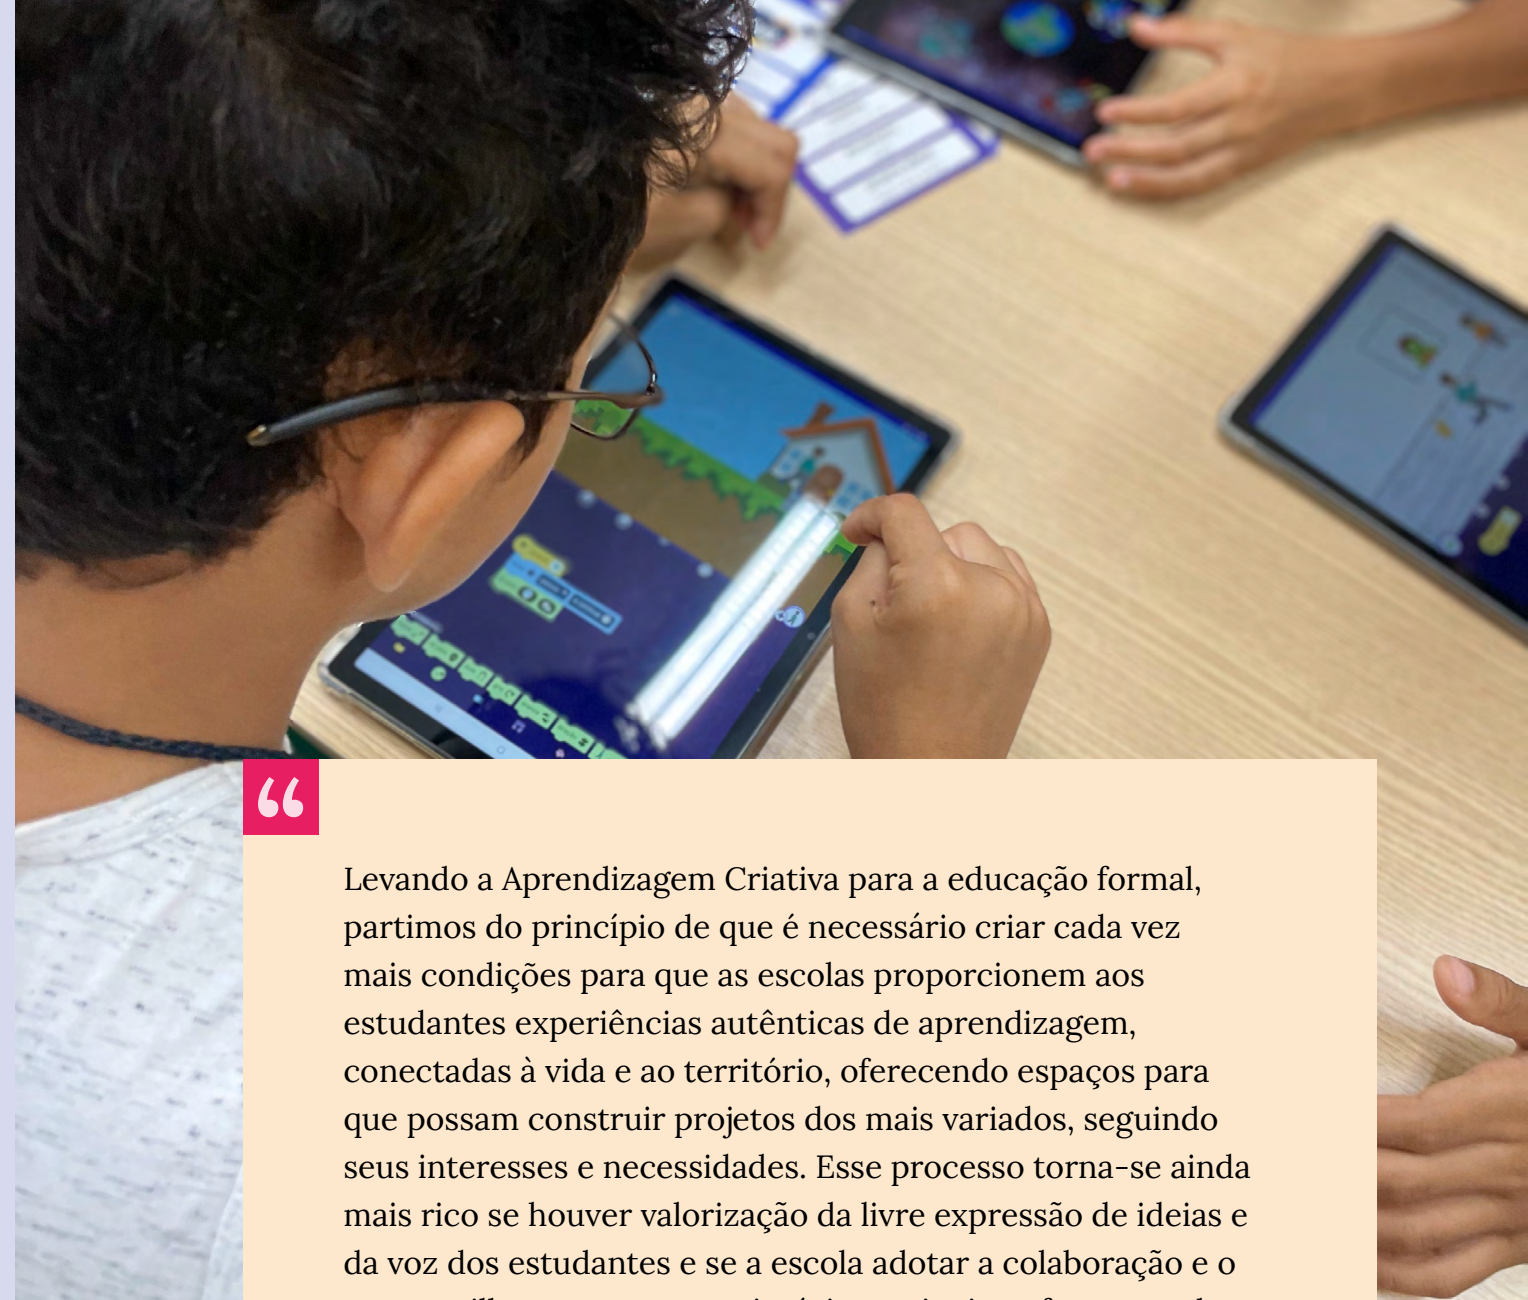 “
Levando a Aprendizagem Criativa para a educação formal,
partimos do princípio de que é necessário criar cada vez
mais condições para que as escolas proporcionem aos
estudantes experiências autênticas de aprendizagem,
conectadas à vida e ao território, oferecendo espaços para
que possam construir projetos dos mais variados, seguindo
seus interesses e necessidades. Esse processo torna-se ainda
mais rico se houver valorização da livre expressão de ideias e
da voz dos estudantes e se a escola adotar a colaboração e o